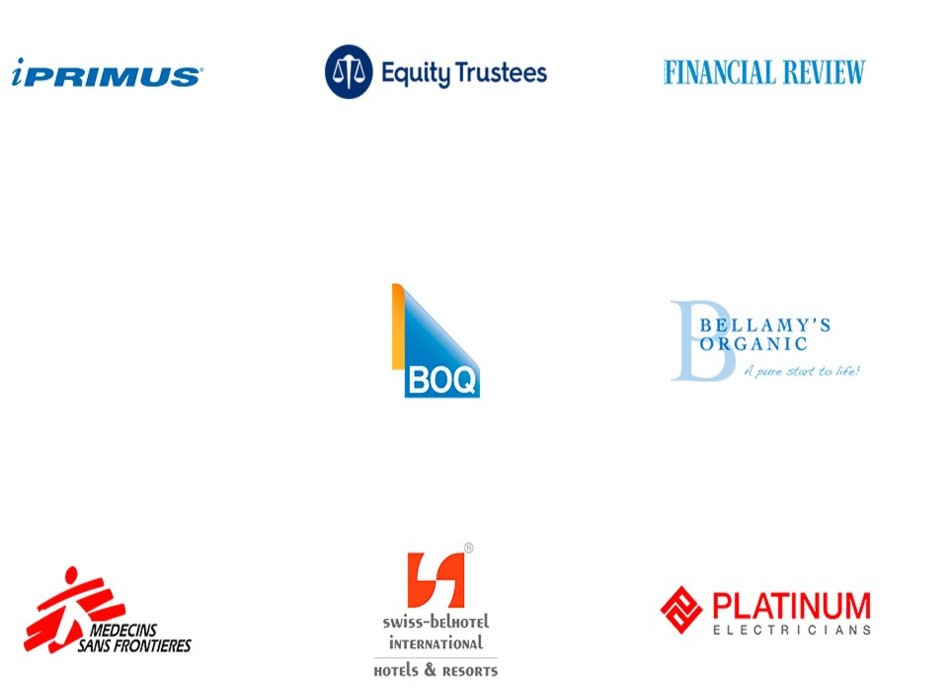 iPRIMUS®
Equity Trustees
FINANCIAL REVIEW
BOQ
BELLAMY'S
ORGANIC
A pure start to life!
MEDECINS
SANS FRONTIERES
®
swiss-belhotel
INTERNATIONAL
HOTELS & RESORTS
PLATINUM
ELECTRICIANS